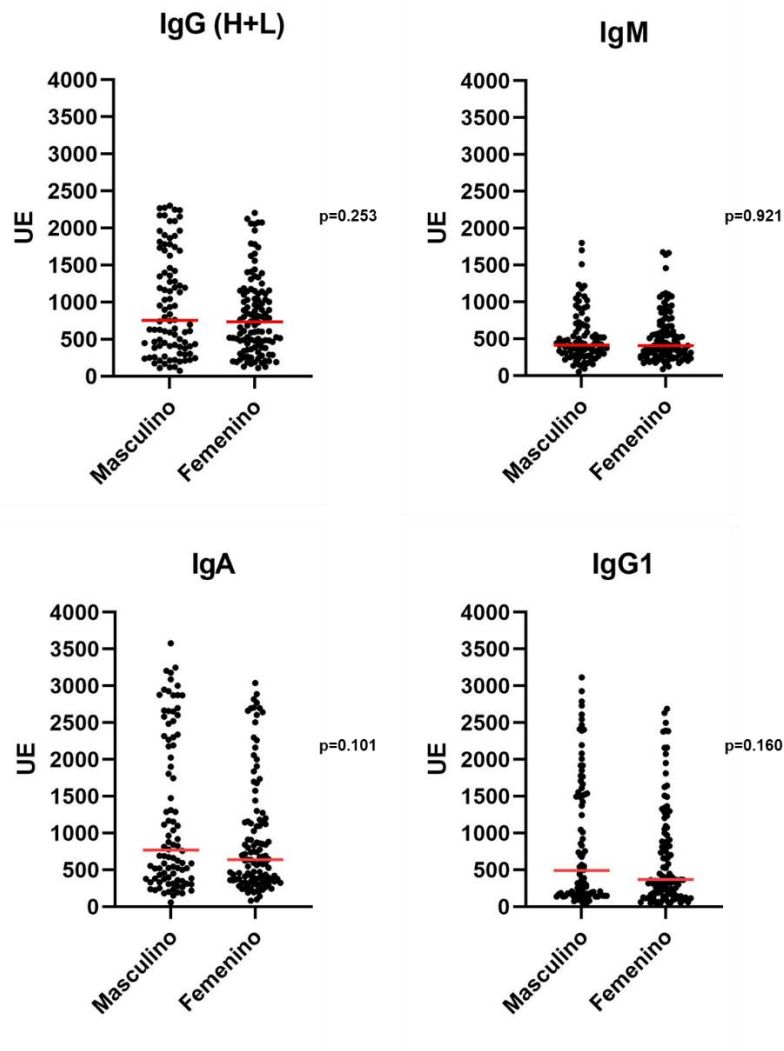 IgG (H+L)
4000
3500
3000
2500
2000
1500
1000
500
0
UE
Masculino
Femenino
p=0.253
IgM
4000
3500
3000
2500
2000
1500
1000
500
0
UE
Masculino
Femenino
p=0.921
IgA
4000
3500
3000
2500
2000
1500
1000
500
0
UE
Masculino
Femenino
p=0.101
IgG1
4000
3500
3000
2500
2000
1500
1000
500
0
UE
Masculino
Femenino
p=0.160